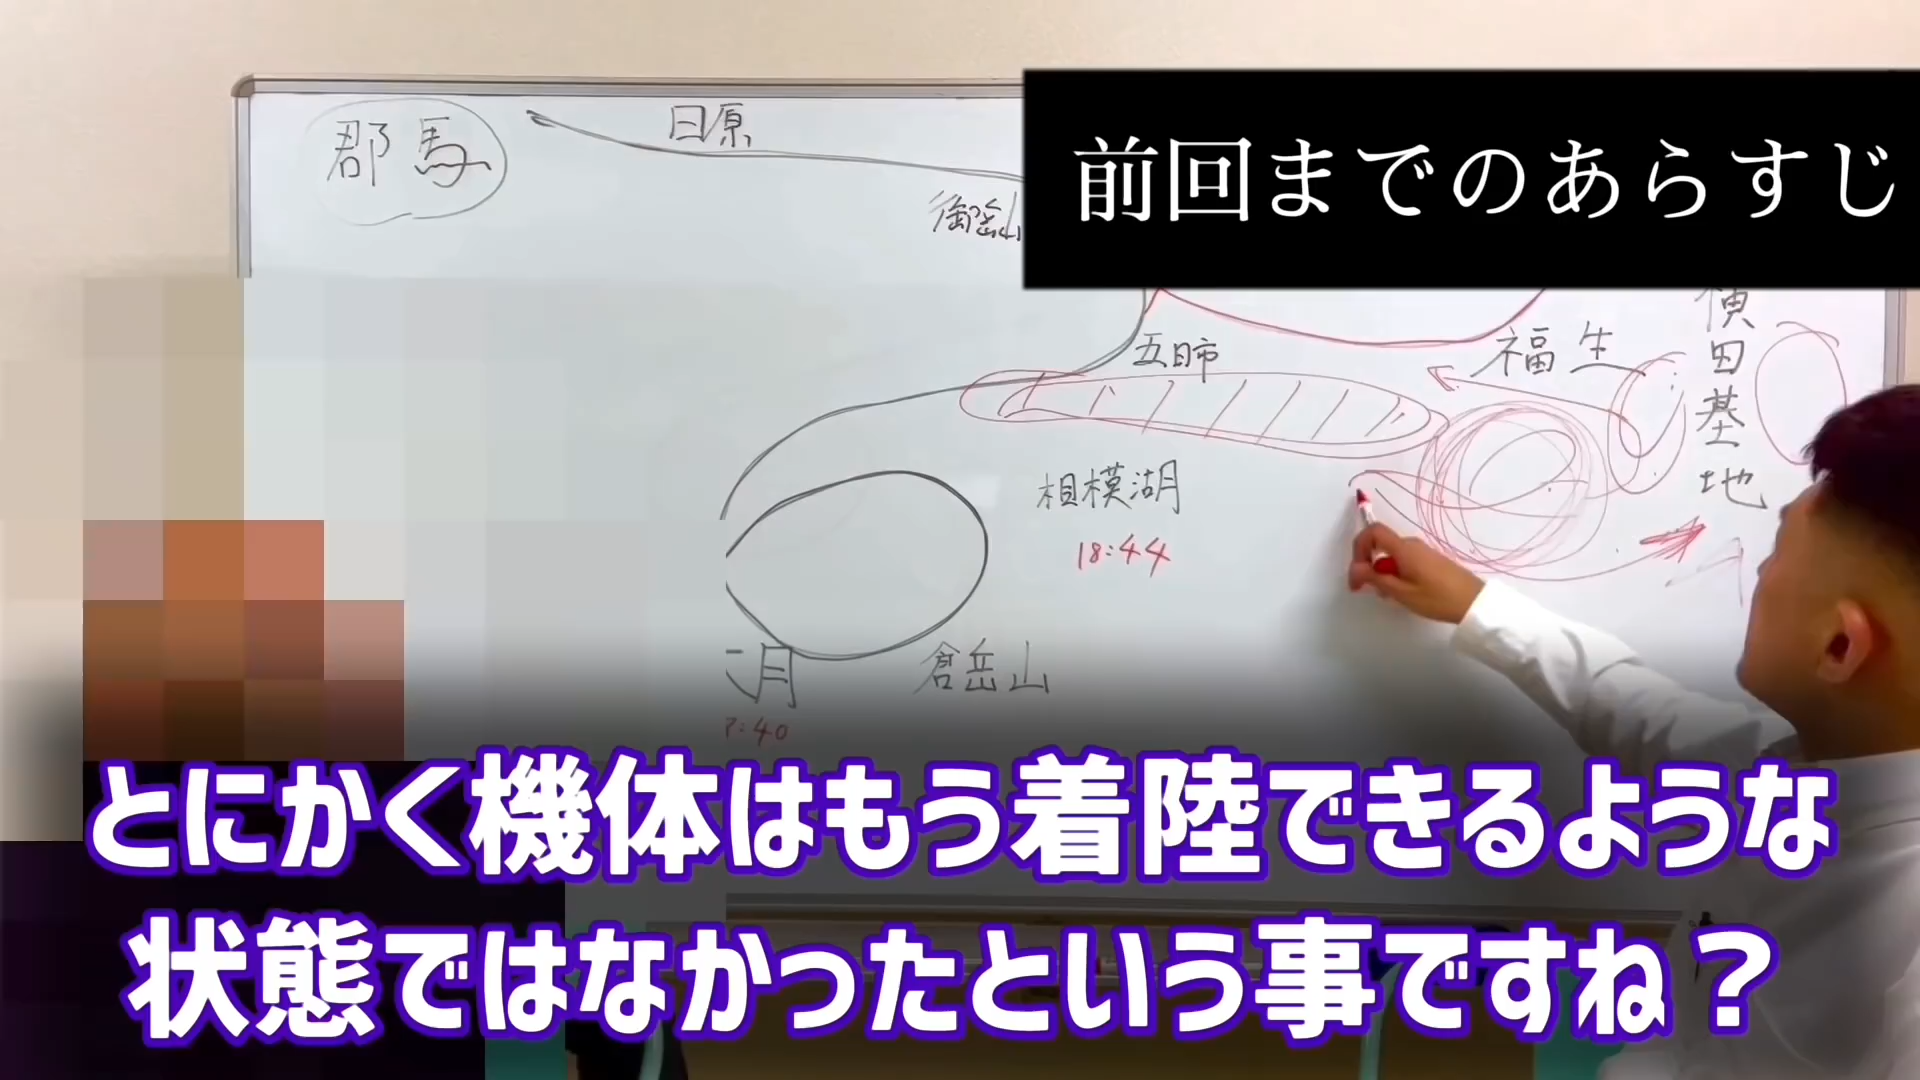 群馬
日原
前回までのあらすじ
御岳山
横田基地
福生
五日市
相模湖
18:44
月
倉岳山
:40
とにかく機体はもう着陸できるような
状態ではなかったという事ですね？